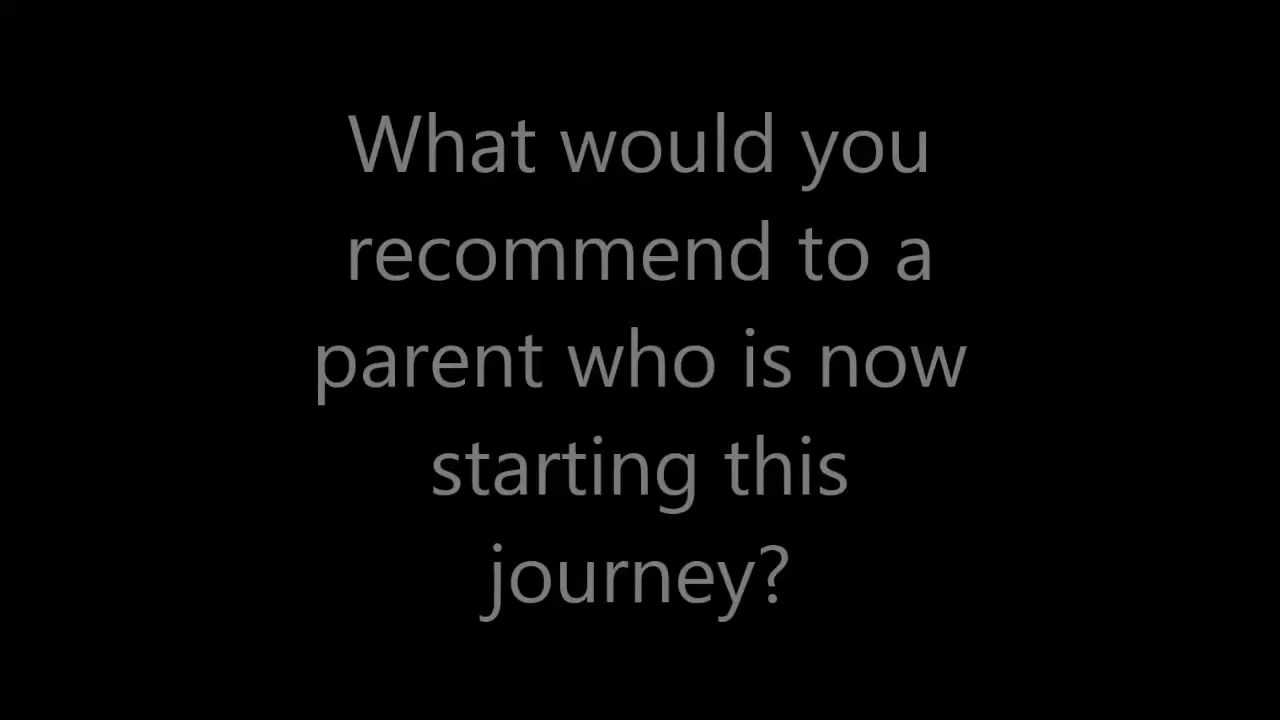 What would you
recommend to a
parent who is now
starting this
journey?